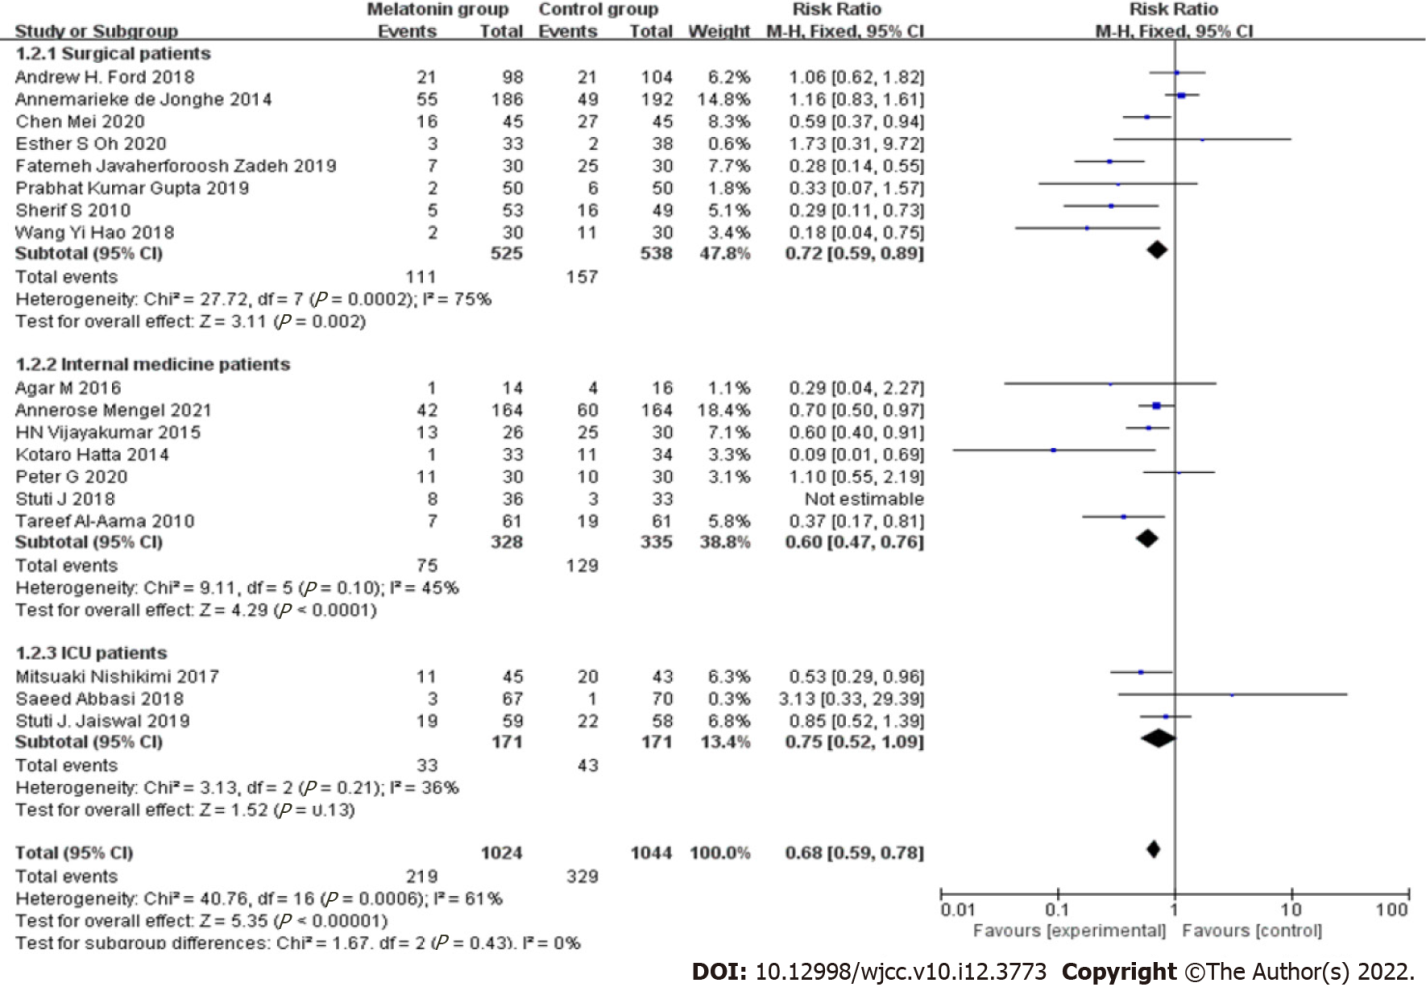 Melatonin group Control group Risk Ratio Risk Ratio
Study or Subgroup Events Total Events Total Weight M-H, Fixed, 95% CI M-H, Fixed, 95% CI
1.2.1 Surgical patients
Andrew H. Ford 2018 21 98 21 104 6.2% 1.06 [0.62, 1.82]
Annemarieke de Jonghe 2014 55 186 49 192 14.8% 1.16 [0.83, 1.61]
Chen Mei 2020 16 45 27 45 8.3% 0.59 [0.37, 0.94]
Esther S Oh 2020 3 33 2 38 0.6% 1.73 [0.31, 9.72]
Fatemeh Javaherforoosh Zadeh 2019 7 30 25 30 7.7% 0.28 [0.14, 0.55]
Prabhat Kumar Gupta 2019 2 50 6 50 1.8% 0.33 [0.07, 1.57]
Sherif S 2010 5 53 16 49 5.1% 0.29 [0.11, 0.73]
Wang Yi Hao 2018 2 30 11 30 3.4% 0.18 [0.04, 0.75]
Subtotal (95% CI) 525 538 47.8% 0.72 [0.59, 0.89]
Total events 111 157
Heterogeneity: Chi² = 27.72, df = 7 (P = 0.0002); I² = 75%
Test for overall effect: Z = 3.11 (P = 0.002)
1.2.2 Internal medicine patients
Agar M 2016 1 14 4 16 1.1% 0.29 [0.04, 2.27]
Annerose Mengel 2021 42 164 60 164 18.4% 0.70 [0.50, 0.97]
HN Vijayakumar 2015 13 26 25 30 7.1% 0.60 [0.40, 0.91]
Kotaro Hatta 2014 1 33 11 34 3.3% 0.09 [0.01, 0.69]
Peter G 2020 11 30 10 30 3.1% 1.10 [0.55, 2.19]
Stuti J 2018 8 36 3 33 Not estimable
Tareef Al-Aama 2010 7 61 19 61 5.8% 0.37 [0.17, 0.81]
Subtotal (95% CI) 328 335 38.8% 0.60 [0.47, 0.76]
Total events 75 129
Heterogeneity: Chi² = 9.11, df = 5 (P = 0.10); I² = 45%
Test for overall effect: Z = 4.29 (P < 0.0001)
1.2.3 ICU patients
Mitsuaki Nishikimi 2017 11 45 20 43 6.3% 0.53 [0.29, 0.96]
Saeed Abbasi 2018 3 67 1 70 0.3% 3.13 [0.33, 29.39]
Stuti J. Jaiswal 2019 19 59 22 58 6.8% 0.85 [0.52, 1.39]
Subtotal (95% CI) 171 171 13.4% 0.75 [0.52, 1.09]
Total events 33 43
Heterogeneity: Chi² = 3.13, df = 2 (P = 0.21); I² = 36%
Test for overall effect: Z = 1.52 (P = 0.13)
Total (95% CI) 1024 1044 100.0% 0.68 [0.59, 0.78]
Total events 219 329
Heterogeneity: Chi² = 40.76, df = 16 (P = 0.0006); I² = 61%
Test for overall effect: Z = 5.35 (P < 0.00001)
Test for subgroup differences: Chi² = 1.67. df = 2 (P = 0.43). I² = 0%
0.01 0.1 1 10 100
Favours [experimental] Favours [control]
DOI: 10.12998/wjcc.v10.i12.3773 Copyright ©The Author(s) 2022.